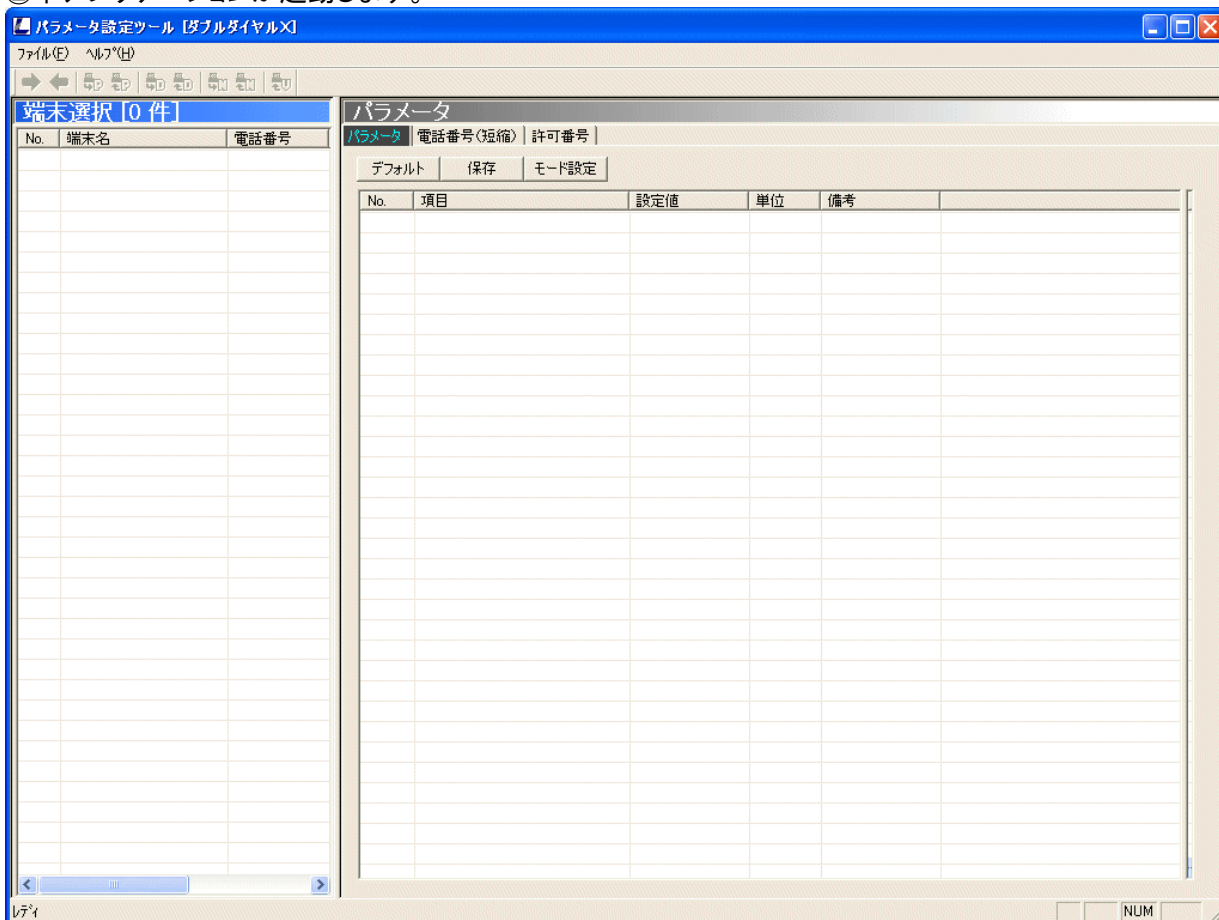 パラメータ設定ツール [ダブルダイヤルX]
ファイル(F) ヘルプ(H)
端末選択 [0 件]
No. 端末名 電話番号
パラメータ
パラメータ 電話番号(短縮) 許可番号
デフォルト 保存 モード設定
No. 項目 設定値 単位 備考
レディ
NUM